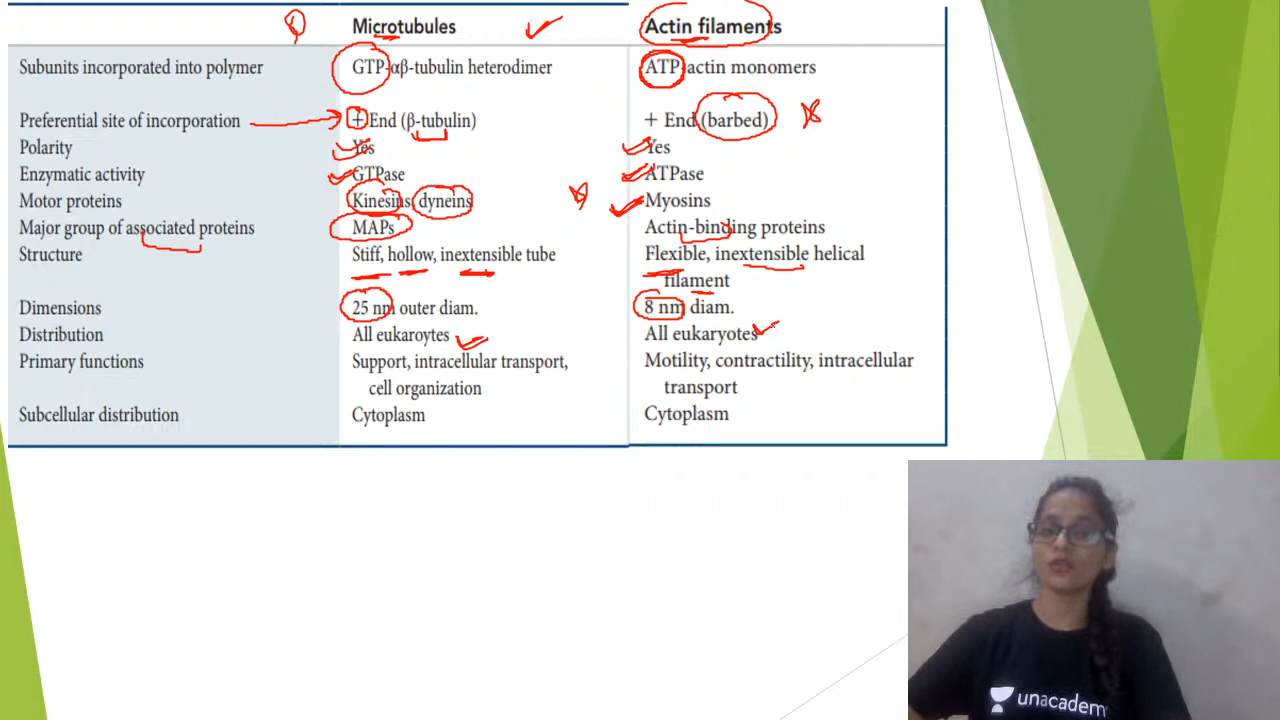 Microtubules Actin filaments
Subunits incorporated into polymer GTP-αβ-tubulin heterodimer ATP-actin monomers
Preferential site of incorporation + End (β-tubulin) + End (barbed)
Polarity Yes Yes
Enzymatic activity GTPase ATPase
Motor proteins Kinesins, dyneins Myosins
Major group of associated proteins MAPs Actin-binding proteins
Structure Stiff, hollow, inextensible tube Flexible, inextensible helical
filament
Dimensions 25 nm outer diam. 8 nm diam.
Distribution All eukaroytes All eukaryotes
Primary functions Support, intracellular transport, Motility, contractility, intracellular
cell organization transport
Subcellular distribution Cytoplasm Cytoplasm
unacadem